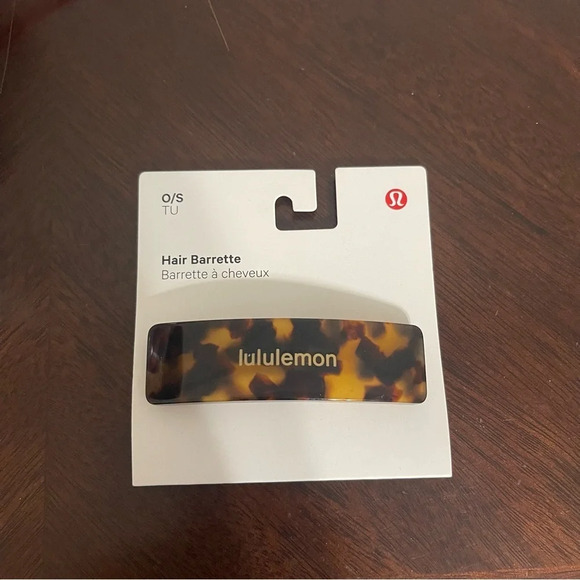 O/S
TU
Hair Barrette
Barrette à cheveux
lululemon